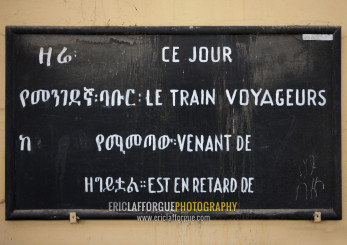 ዛሬ: CE JOUR
የመንገደኛ:ባቡር: LE TRAIN VOYAGEURS
ከ የሚመጣው: VENANT DE
ዘገይቷል። EST EN RETARD DE
ERICLAFFORGUEPHOTOGRAPHY
www.ericlafforgue.com